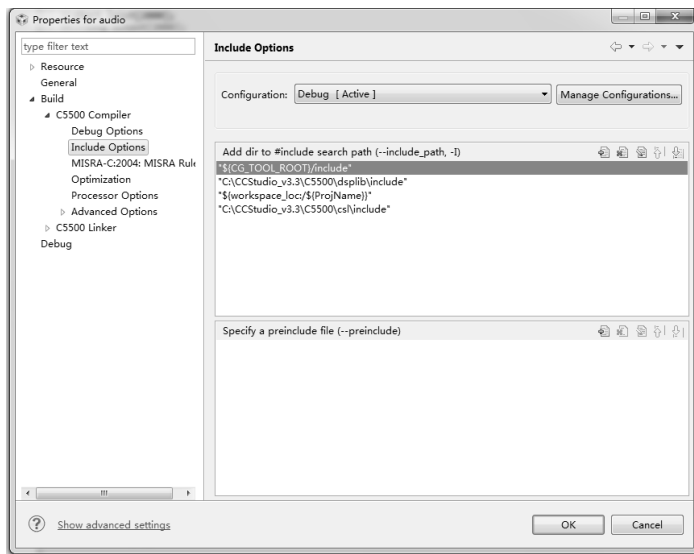 Properties for audio
type filter text
Resource
General
Build
C5500 Compiler
Debug Options
Include Options
MISRA-C:2004: MISRA Rule
Optimization
Processor Options
Advanced Options
C5500 Linker
Debug
Include Options
Configuration: Debug [ Active ] Manage Configurations...
Add dir to #include search path (--include_path, -I)
"${CG_TOOL_ROOT}/include"
"C:\CCStudio_v3.3\C5500\dsplib\include"
"${workspace_loc:/${ProjName}}"
"C:\CCStudio_v3.3\C5500\csl\include"
Specify a preinclude file (--preinclude)
Show advanced settings
OK Cancel